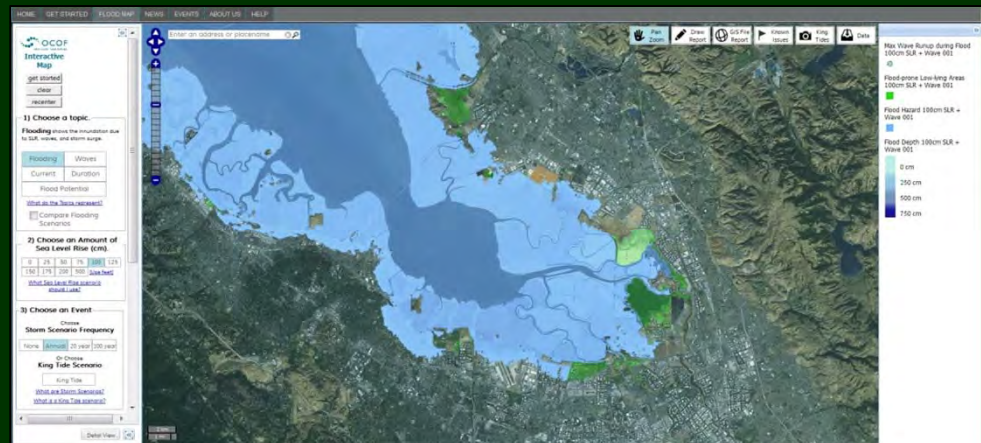 HOME GET STARTED FLOOD MAP NEWS EVENTS ABOUT US HELP
OCOF
Interactive
Map
get started
clear
recenter
1) Choose a topic.
Flooding shows the innundation due
to SLR, waves, and storm surge.
Flooding Waves
Current Duration
Flood Potential
What do the Topics represent?
Compare Flooding
Scenarios
2) Choose an Amount of
Sea Level Rise (cm).
0 25 50 75 100 125
150 175 200 500 (use feet)
What Sea Level Rise scenario
should I use?
3) Choose an Event
Choose
Storm Scenario Frequency
None Annual 20 year 100 year
Or Choose
King Tide Scenario
King Tide
What are Storm Scenarios?
What is a King Tide scenario?
Detail View
Enter an address or placename
Pan
Zoom
Draw
Report
GIS File
Report
Known
Issues
King
Tides
Data
Max Wave Runup during Flood
100cm SLR + Wave 001
Flood-prone Low-lying Areas
100cm SLR + Wave 001
Flood Hazard 100cm SLR +
Wave 001
Flood Depth 100cm SLR +
Wave 001
0 cm
250 cm
500 cm
750 cm